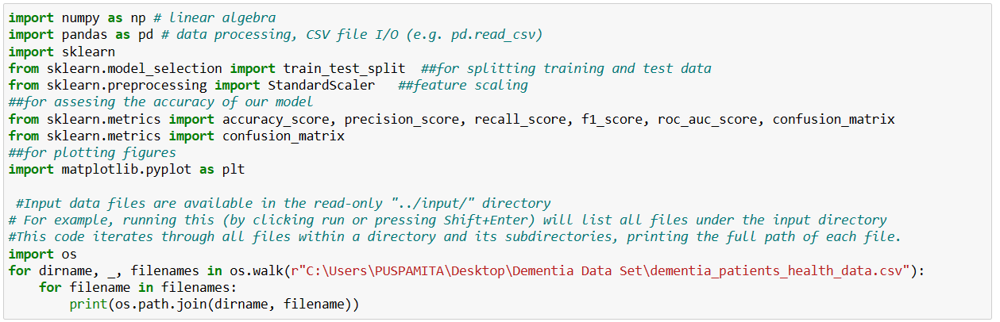 import numpy as np # linear algebra
import pandas as pd # data processing, CSV file I/O (e.g. pd.read_csv)
import sklearn
from sklearn.model_selection import train_test_split  ##for splitting training and test data
from sklearn.preprocessing import StandardScaler   ##feature scaling
##for assesing the accuracy of our model
from sklearn.metrics import accuracy_score, precision_score, recall_score, f1_score, roc_auc_score, confusion_matrix
from sklearn.metrics import confusion_matrix
##for plotting figures
import matplotlib.pyplot as plt

 #Input data files are available in the read-only "../input/" directory
# For example, running this (by clicking run or pressing Shift+Enter) will list all files under the input directory
#This code iterates through all files within a directory and its subdirectories, printing the full path of each file.
import os
for dirname, _, filenames in os.walk(r"C:\Users\PUSPAMITA\Desktop\Dementia Data Set\dementia_patients_health_data.csv"):
    for filename in filenames:
        print(os.path.join(dirname, filename))